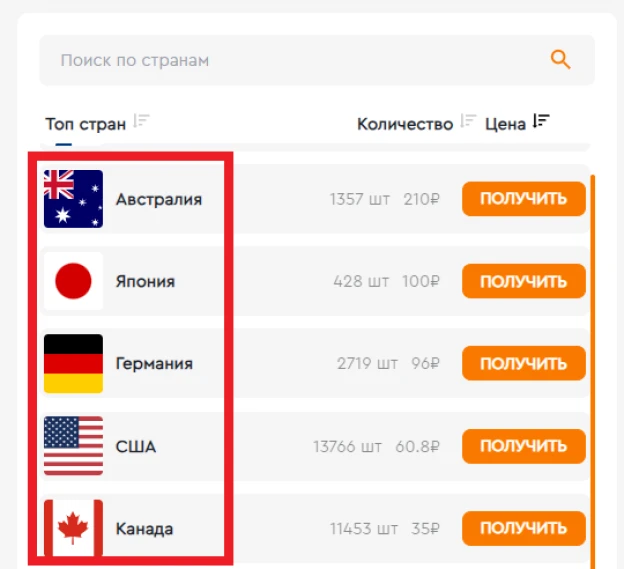 Поиск по странам
Топ стран Количество Цена
Австралия 1357 шт 210₽ ПОЛУЧИТЬ
Япония 428 шт 100₽ ПОЛУЧИТЬ
Германия 2719 шт 96₽ ПОЛУЧИТЬ
США 13766 шт 60.8₽ ПОЛУЧИТЬ
Канада 11453 шт 35₽ ПОЛУЧИТЬ